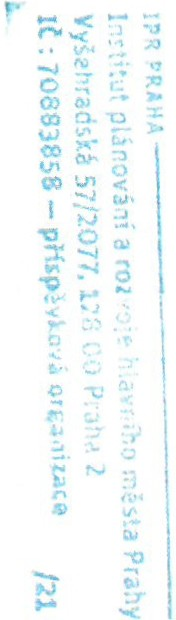 IPR PRAHA
Institut plánování a rozvoje hlavního města Prahy
Vyšehradská 57/2077, 128 00 Praha 2
IČ: 70883858 — příspěvková organizace /21